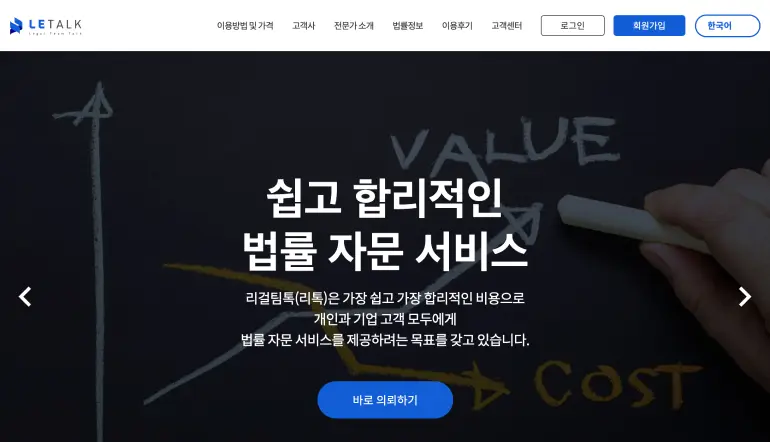 LETALK
Legal Team Talk
이용방법 및 가격
고객사
전문가 소개
법률정보
이용후기
고객센터
로그인
회원가입
한국어
VALUE
쉽고 합리적인
법률 자문 서비스
리걸팀톡(리톡)은 가장 쉽고 가장 합리적인 비용으로
개인과 기업 고객 모두에게
법률 자문 서비스를 제공하려는 목표를 갖고 있습니다.
COST
바로 의뢰하기